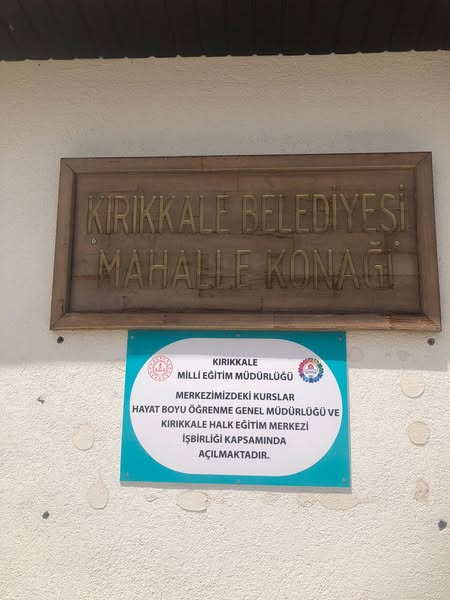 KIRIKKALE BELEDİYESİ
MAHALLE KONAĞİ
KIRIKKALE
MİLLİ EĞİTİM MÜDÜRLÜĞÜ
MERKEZİMİZDEKİ KURSLAR
HAYAT BOYU ÖĞRENME GENEL MÜDÜRLÜĞÜ VE
KIRIKKALE HALK EĞİTİM MERKEZİ
İŞBİRLİĞİ KAPSAMINDA
AÇILMAKTADIR.